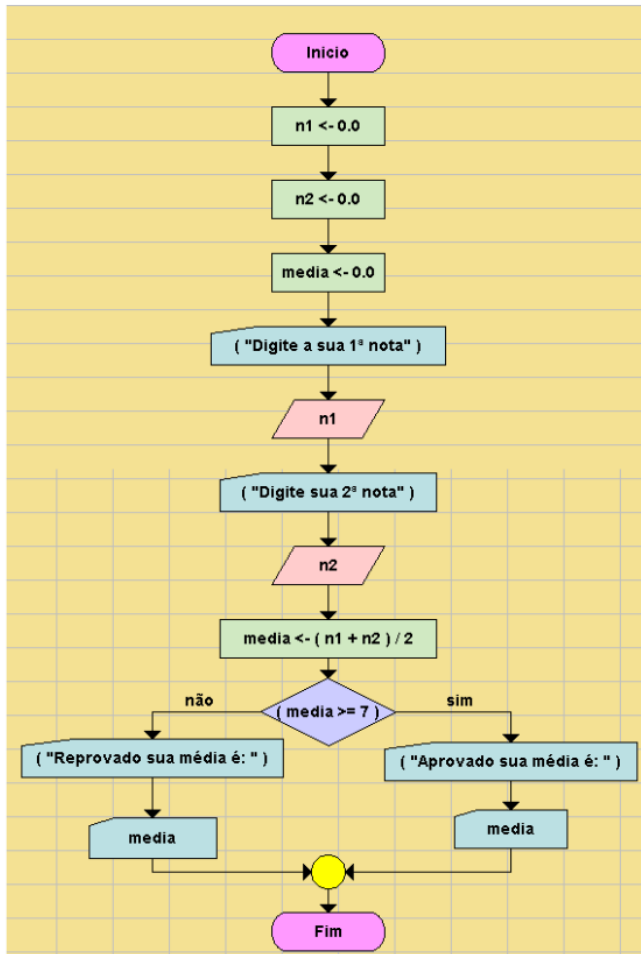 Inicio
n1 <- 0.0
n2 <- 0.0
media <- 0.0
( "Digite a sua 1ª nota" )
n1
( "Digite sua 2ª nota" )
n2
media <- ( n1 + n2 ) / 2
( media >= 7 )
não
sim
( "Reprovado sua média é: " )
( "Aprovado sua média é: " )
media
media
Fim